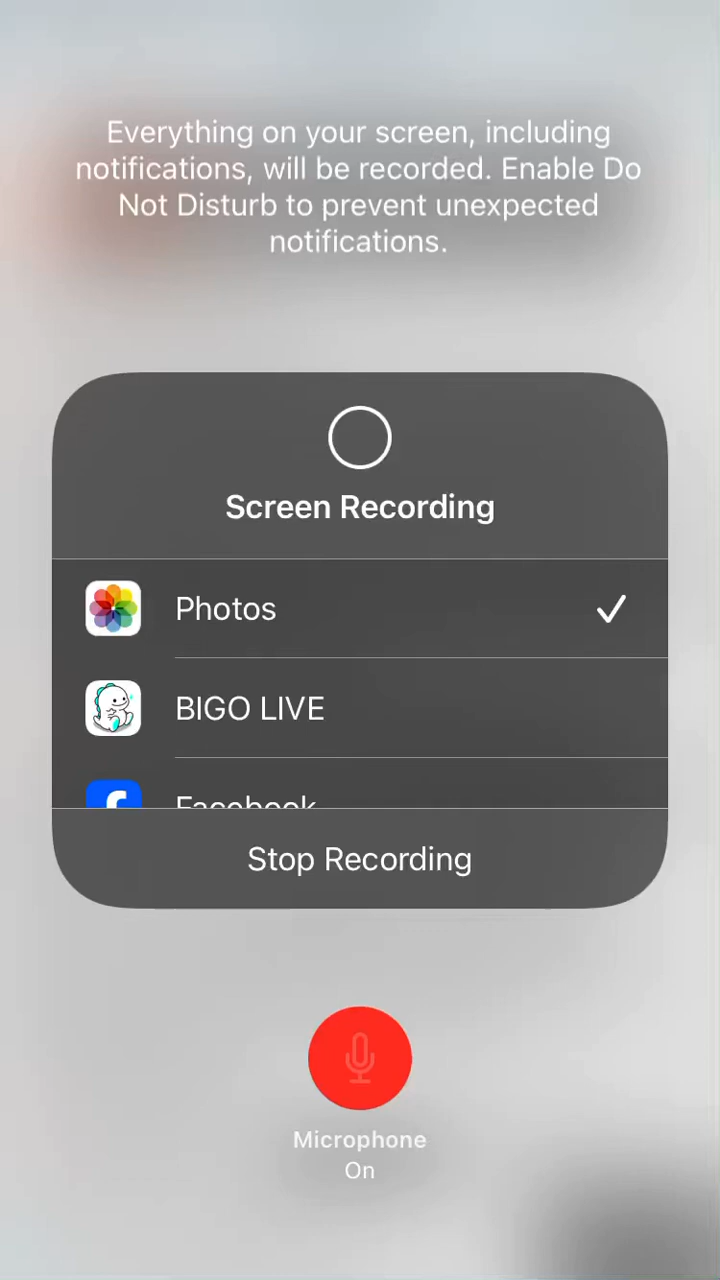 Everything on your screen, including
notifications, will be recorded. Enable Do
Not Disturb to prevent unexpected
notifications.
Screen Recording
Photos
BIGO LIVE
Facebook
Stop Recording
Microphone
On